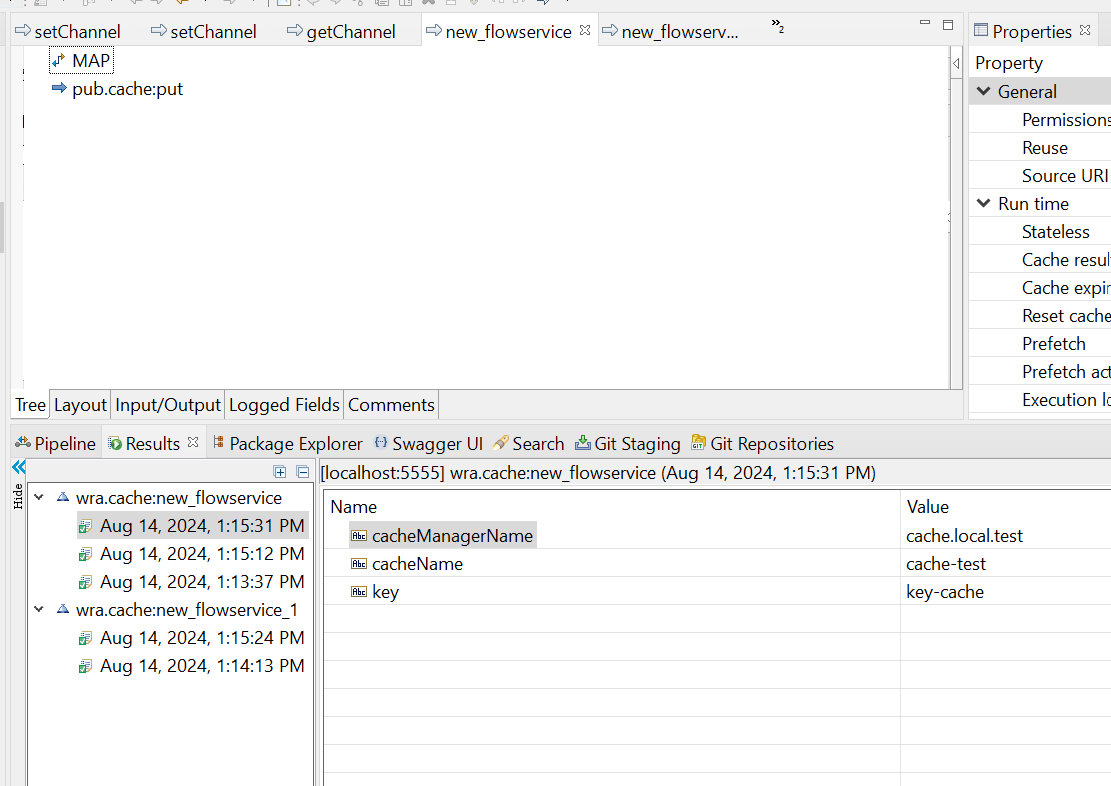 setChannel setChannel getChannel new_flowservice new_flowserv... »2
MAP
pub.cache:put
Tree Layout Input/Output Logged Fields Comments
Properties
Property
General
Permissions
Reuse
Source URI
Run time
Stateless
Cache resul
Cache expir
Reset cache
Prefetch
Prefetch act
Execution lo
Pipeline Results Package Explorer Swagger UI Search Git Staging Git Repositories
Hide
wra.cache:new_flowservice
Aug 14, 2024, 1:15:31 PM
Aug 14, 2024, 1:15:12 PM
Aug 14, 2024, 1:13:37 PM
wra.cache:new_flowservice_1
Aug 14, 2024, 1:15:24 PM
Aug 14, 2024, 1:14:13 PM
[localhost:5555] wra.cache:new_flowservice (Aug 14, 2024, 1:15:31 PM)
Name Value
Abc cacheManagerName cache.local.test
Abc cacheName cache-test
Abc key key-cache